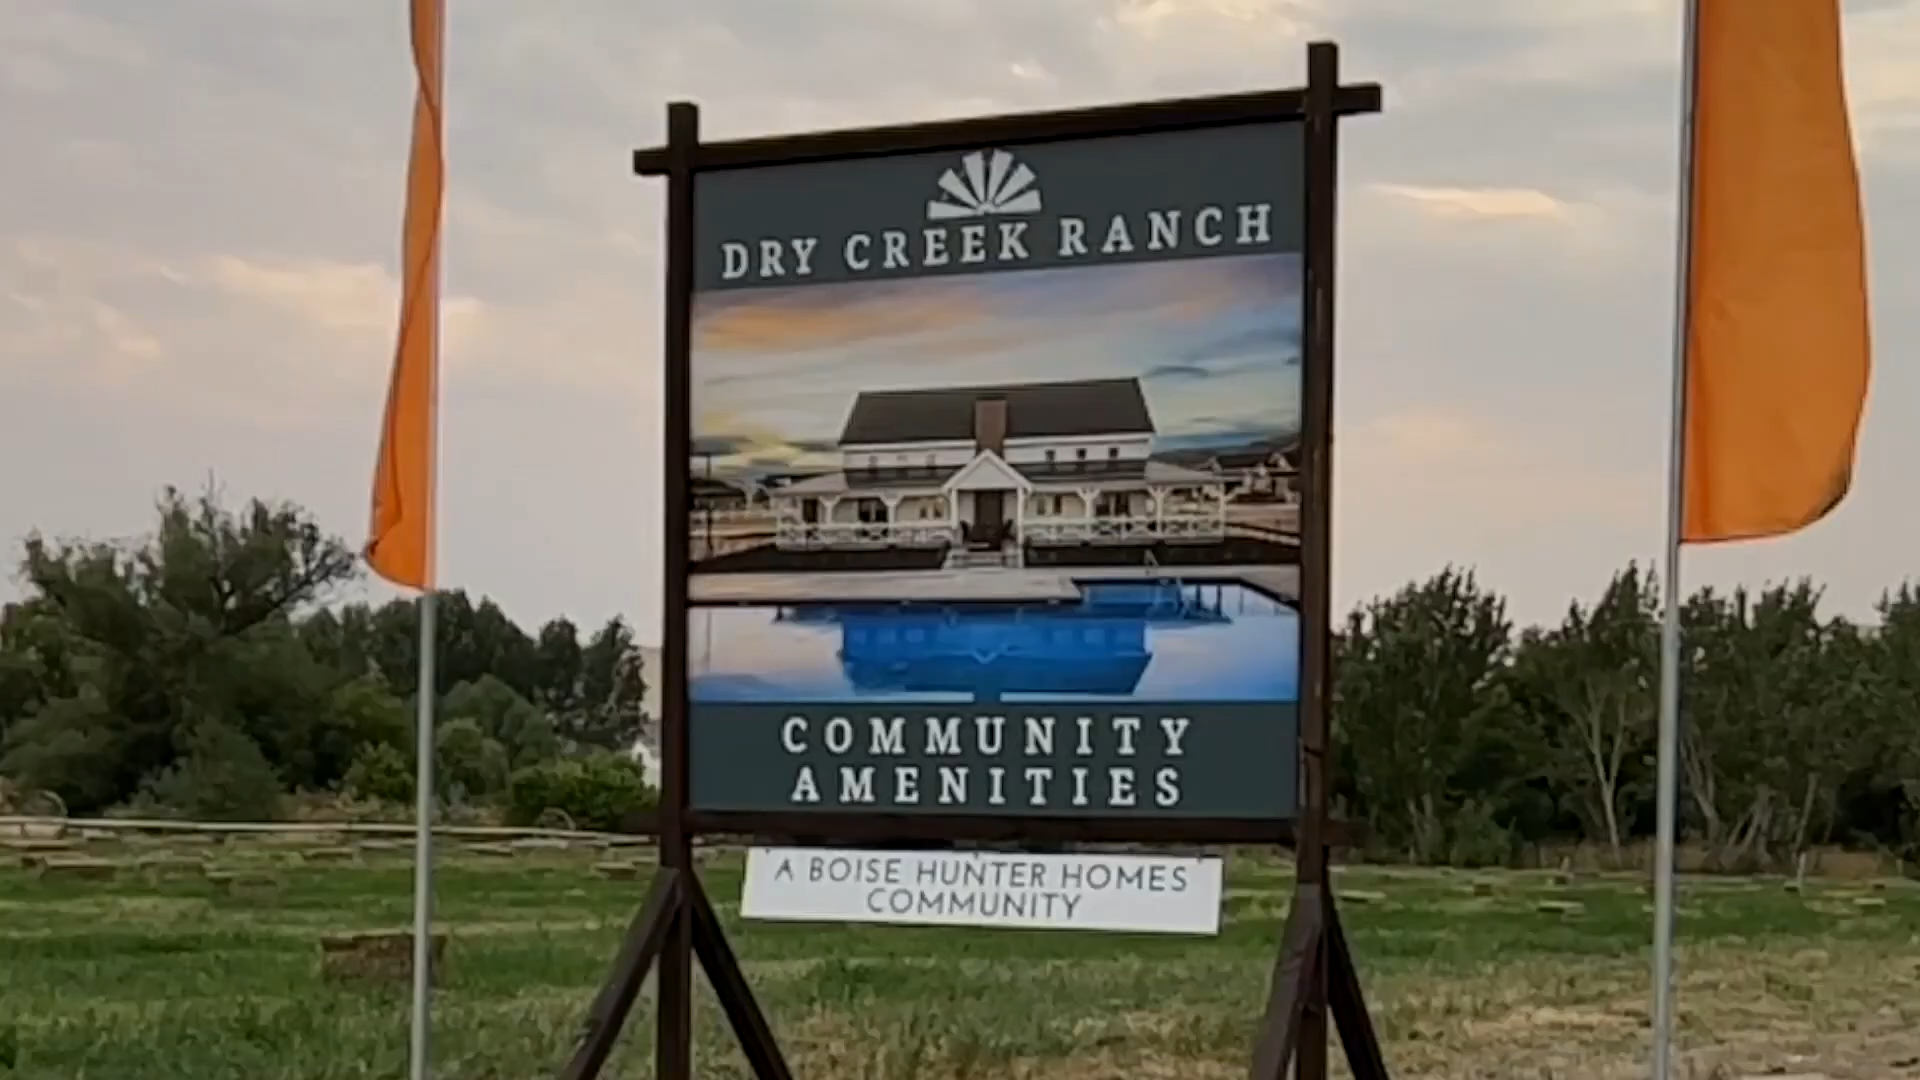 DRY CREEK RANCH
COMMUNITY
AMENITIES
A BOISE HUNTER HOMES
COMMUNITY